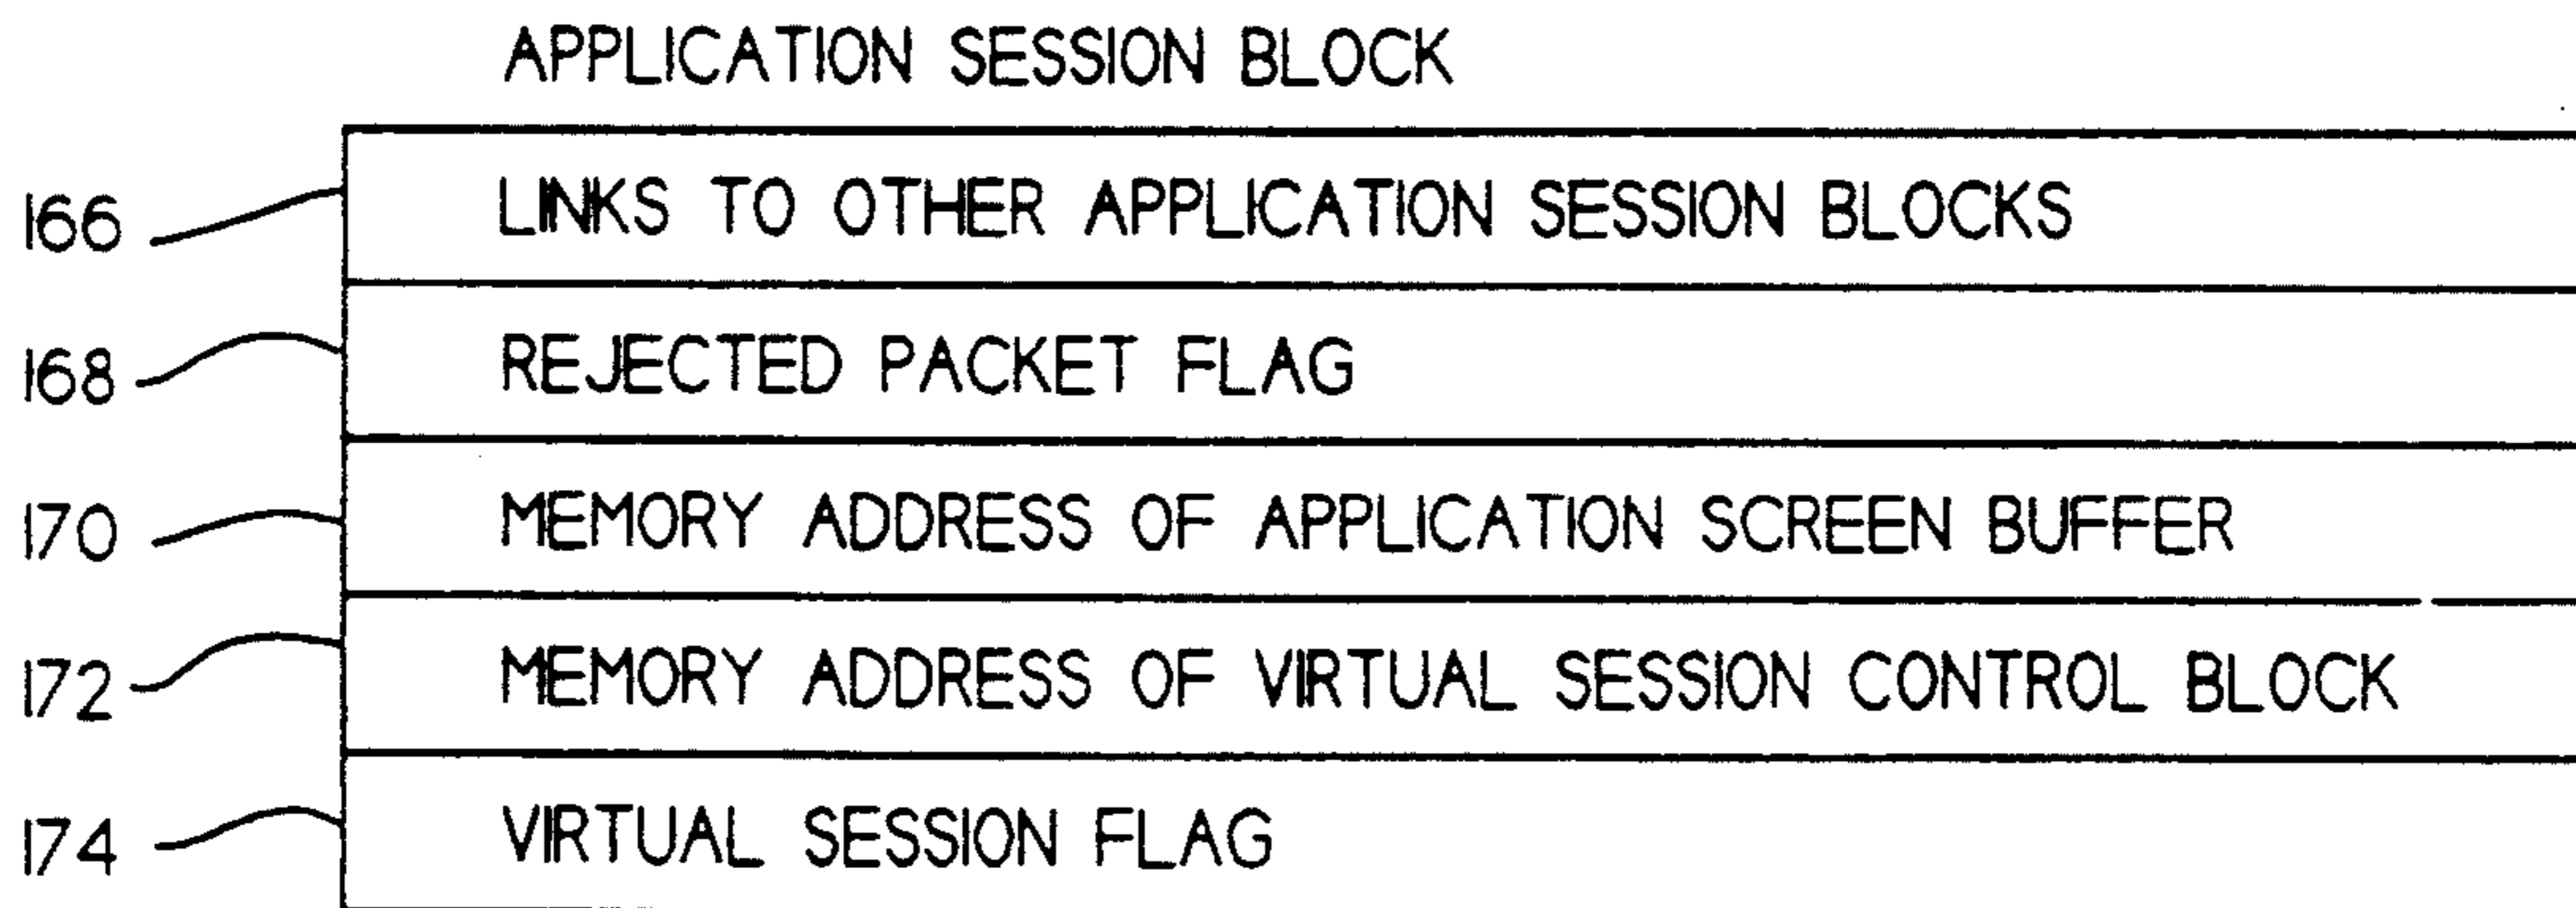 APPLICATION SESSION BLOCK
166 LINKS TO OTHER APPLICATION SESSION BLOCKS
168 REJECTED PACKET FLAG
170 MEMORY ADDRESS OF APPLICATION SCREEN BUFFER
172 MEMORY ADDRESS OF VIRTUAL SESSION CONTROL BLOCK
174 VIRTUAL SESSION FLAG